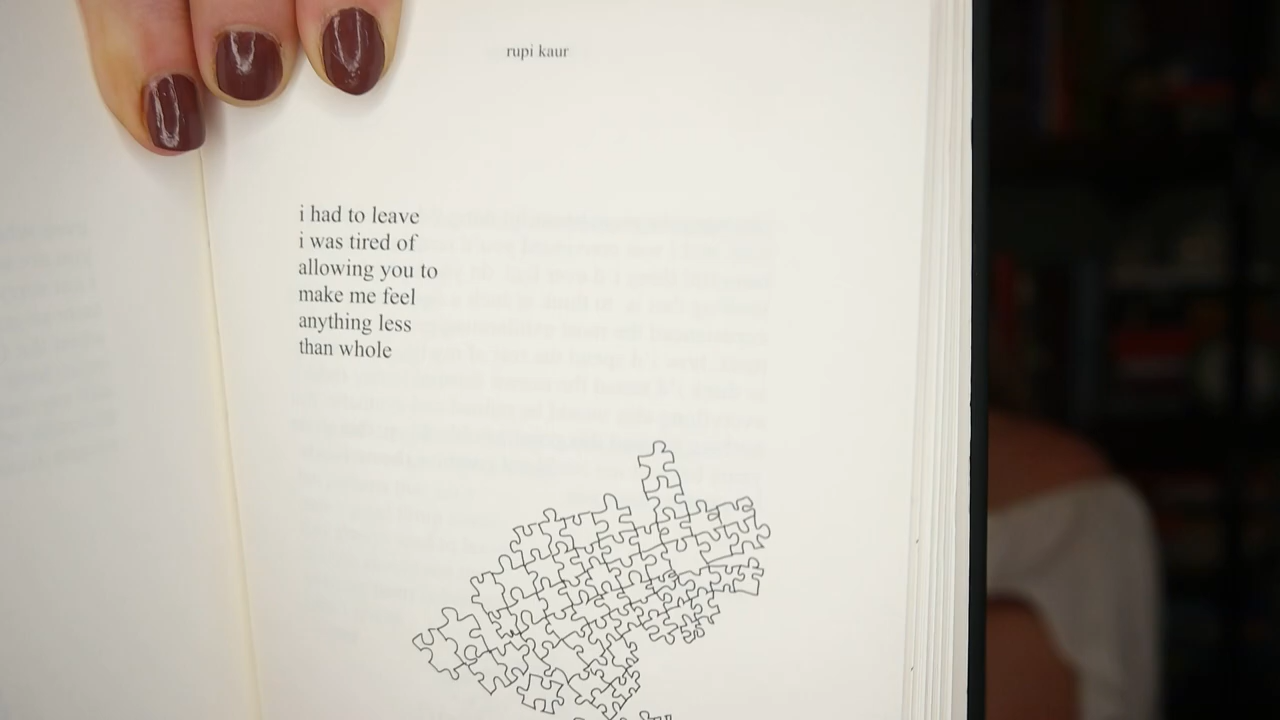 rupi kaur
i had to leave
i was tired of
allowing you to
make me feel
anything less
than whole